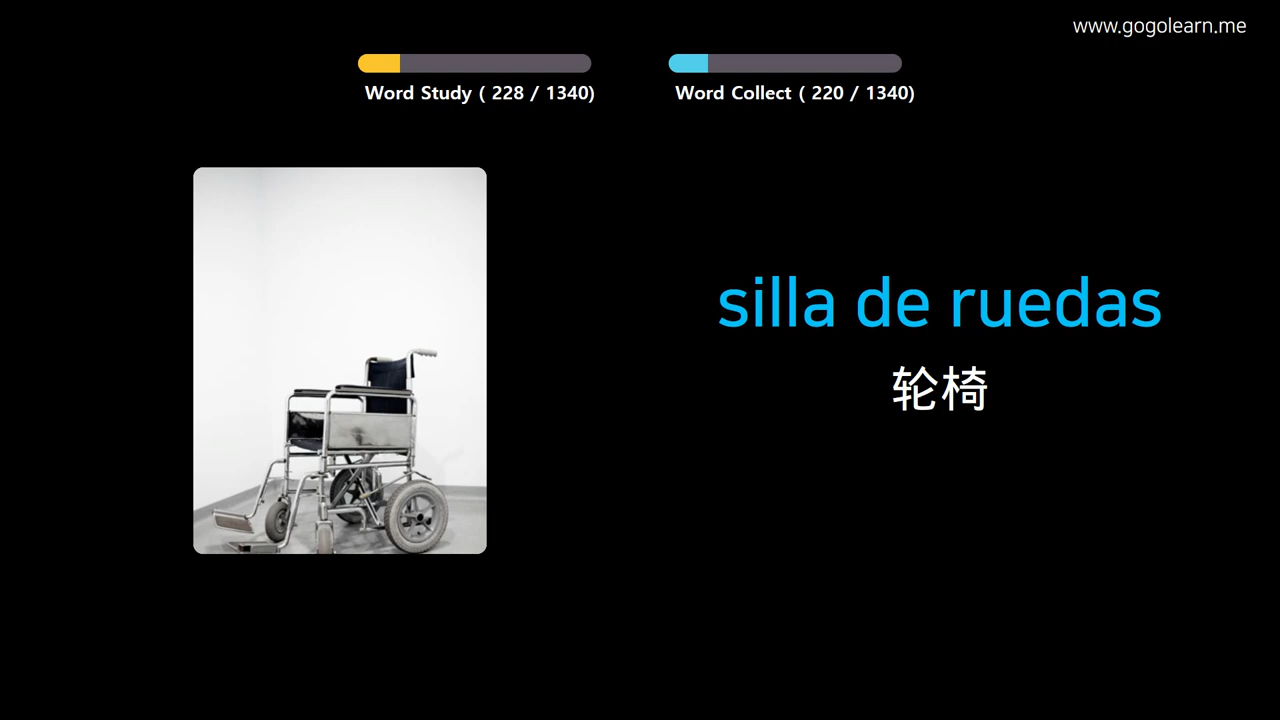 www.gogolearn.me
Word Study ( 228 / 1340)
Word Collect ( 220 / 1340)
silla de ruedas
轮椅